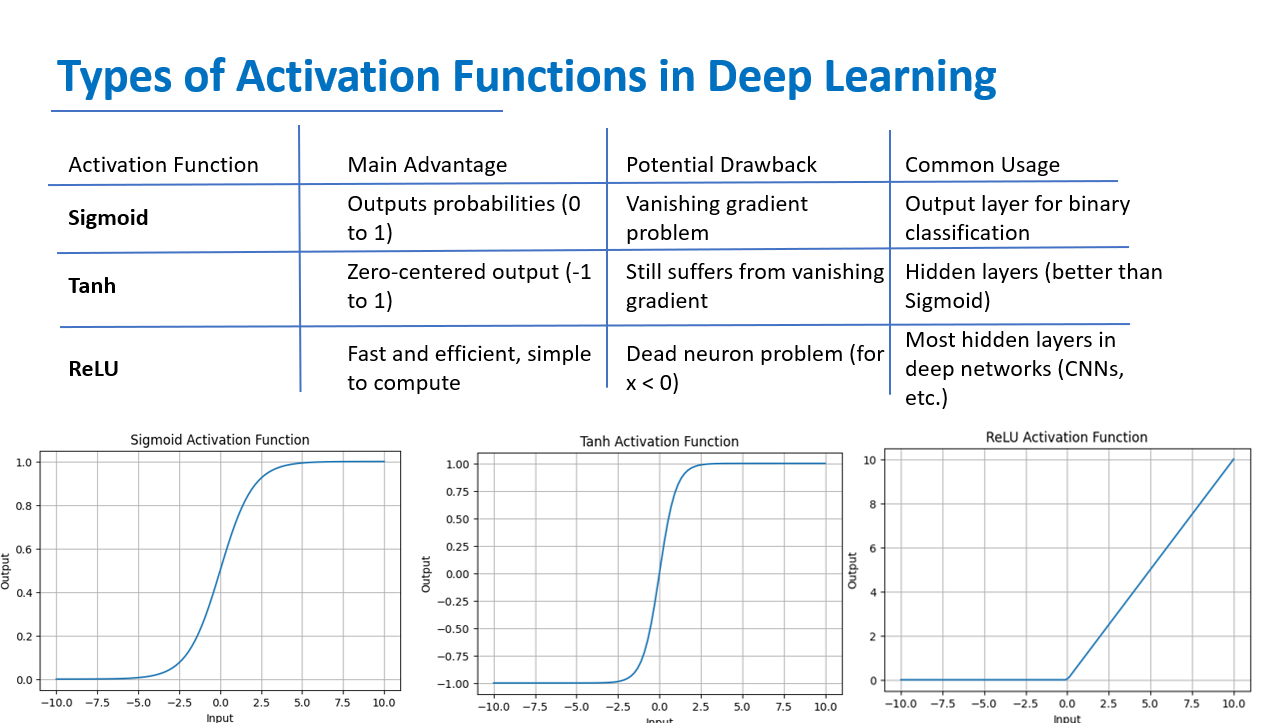 Types of Activation Functions in Deep Learning
Activation Function Main Advantage Potential Drawback Common Usage
Sigmoid
Outputs probabilities (0
to 1)
Vanishing gradient
problem
Output layer for binary
classification
Tanh
Zero-centered output (-1
to 1)
Still suffers from vanishing
gradient
Hidden layers (better than
Sigmoid)
ReLU
Fast and efficient, simple
to compute
Dead neuron problem (for
x < 0)
Most hidden layers in
deep networks (CNNs,
etc.)
Sigmoid Activation Function
1.0
0.8
0.6
0.4
0.2
0.0
Output
−10.0 −7.5 −5.0 −2.5 0.0 2.5 5.0 7.5 10.0
Input
Tanh Activation Function
1.00
0.75
0.50
0.25
0.00
−0.25
−0.50
−0.75
−1.00
Output
−10.0 −7.5 −5.0 −2.5 0.0 2.5 5.0 7.5 10.0
Input
ReLU Activation Function
10
8
6
4
2
0
Output
−10.0 −7.5 −5.0 −2.5 0.0 2.5 5.0 7.5 10.0
Input